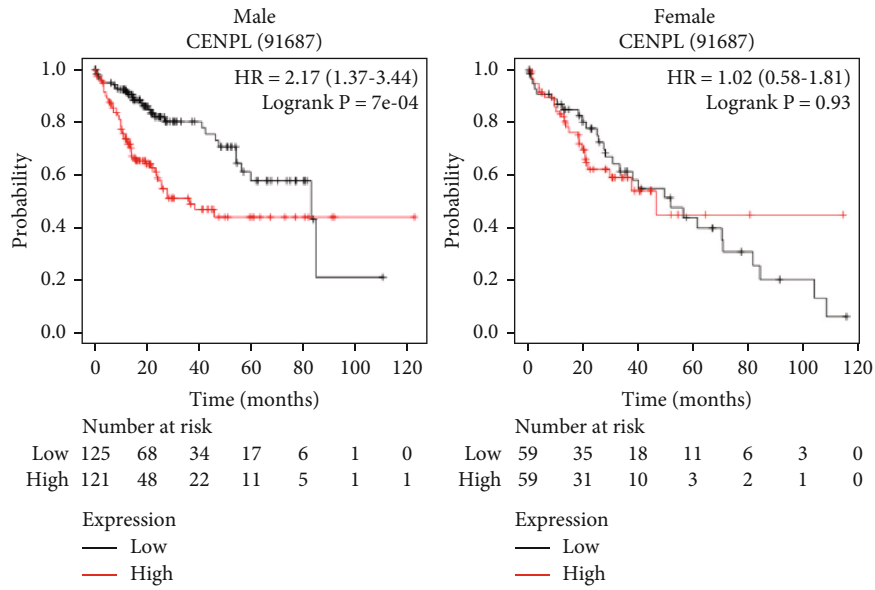 Male
CENPL (91687)
HR = 2.17 (1.37-3.44)
Logrank P = 7e-04
Probability
1.0
0.8
0.6
0.4
0.2
0.0
0 20 40 60 80 100 120
Time (months)
Number at risk
Low 125 68 34 17 6 1 0
High 121 48 22 11 5 1 1
Expression
Low
High
Female
CENPL (91687)
HR = 1.02 (0.58-1.81)
Logrank P = 0.93
Probability
1.0
0.8
0.6
0.4
0.2
0.0
0 20 40 60 80 100 120
Time (months)
Number at risk
Low 59 35 18 11 6 3 0
High 59 31 10 3 2 1 0
Expression
Low
High